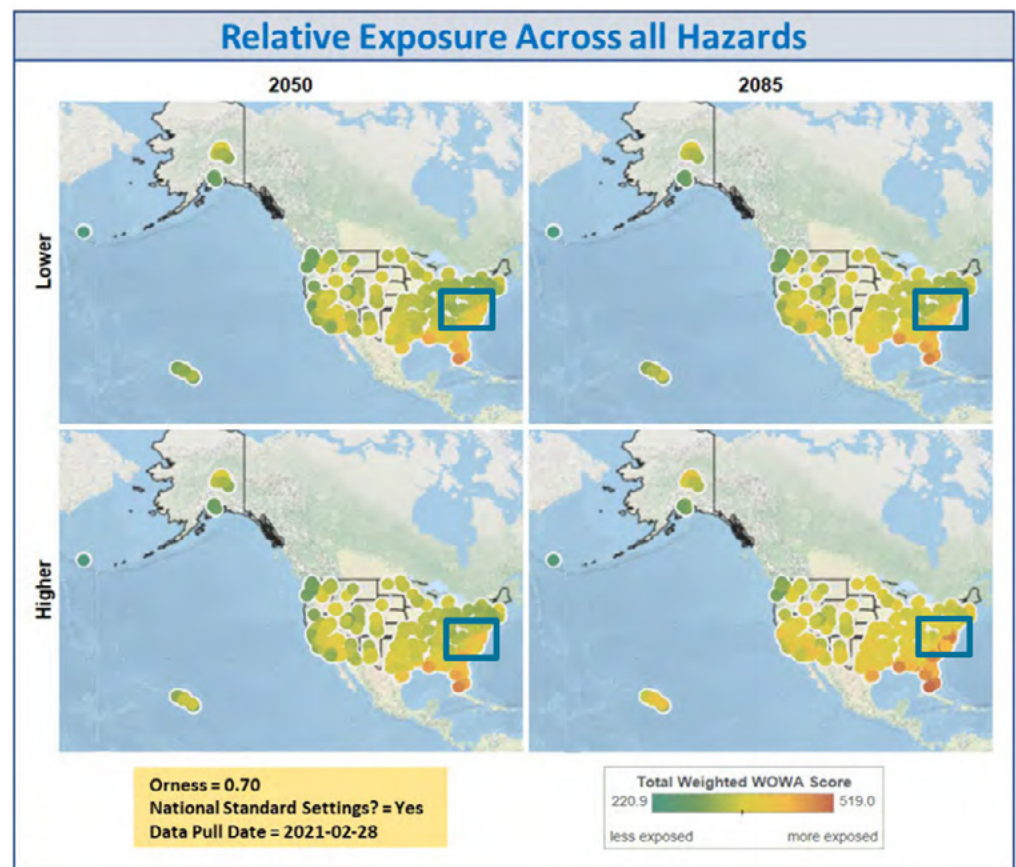 Relative Exposure Across all Hazards
2050
2085
Lower
Higher
Orness = 0.70
National Standard Settings? = Yes
Data Pull Date = 2021-02-28
Total Weighted WOWA Score
220.9
519.0
less exposed
more exposed